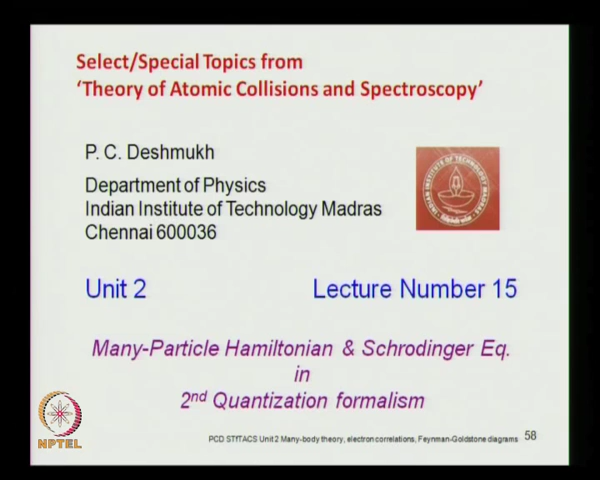 Select/Special Topics from
'Theory of Atomic Collisions and Spectroscopy'
P. C. Deshmukh
Department of Physics
Indian Institute of Technology Madras
Chennai 600036
Unit 2
Lecture Number 15
Many-Particle Hamiltonian & Schrodinger Eq.
in
2nd Quantization formalism
NPTEL
PCD STiTACS Unit 2 Many-body theory, electron correlations, Feynman-Goldstone diagrams 58